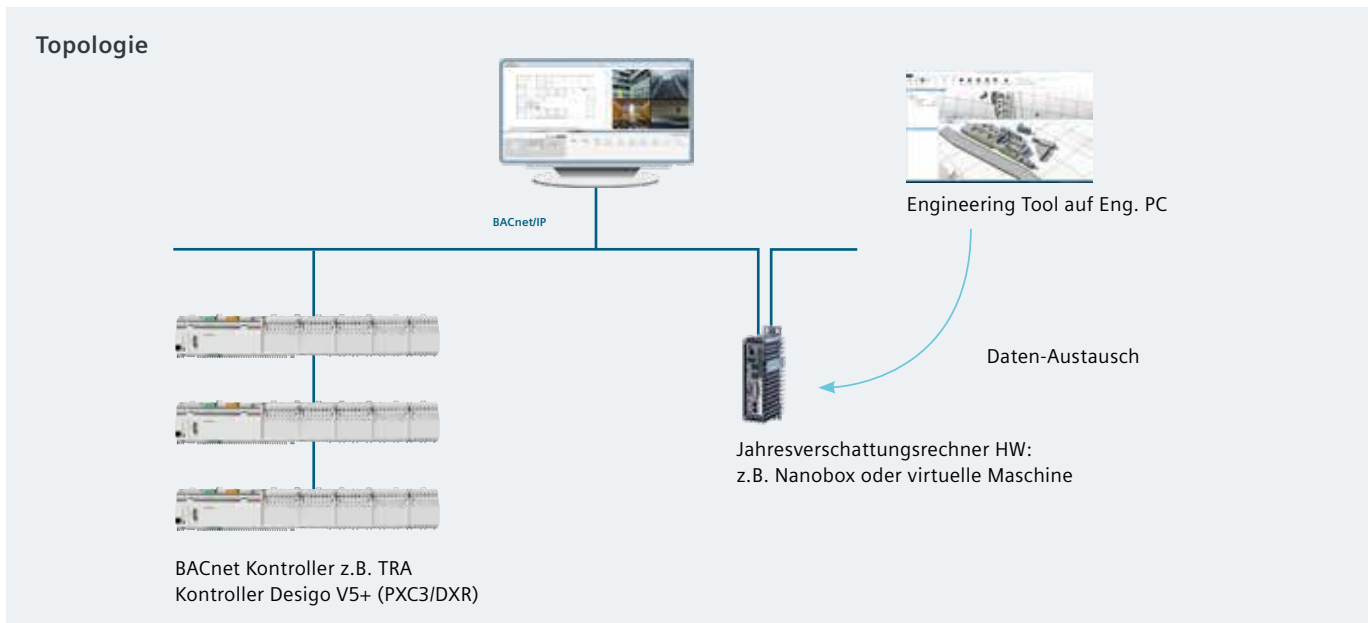 Topologie
Engineering Tool auf Eng. PC
BACnet/IP
Daten-Austausch
Jahresverschattungsrechner HW:
z.B. Nanobox oder virtuelle Maschine
BACnet Kontroller z.B. TRA
Kontroller Desigo V5+ (PXC3/DXR)